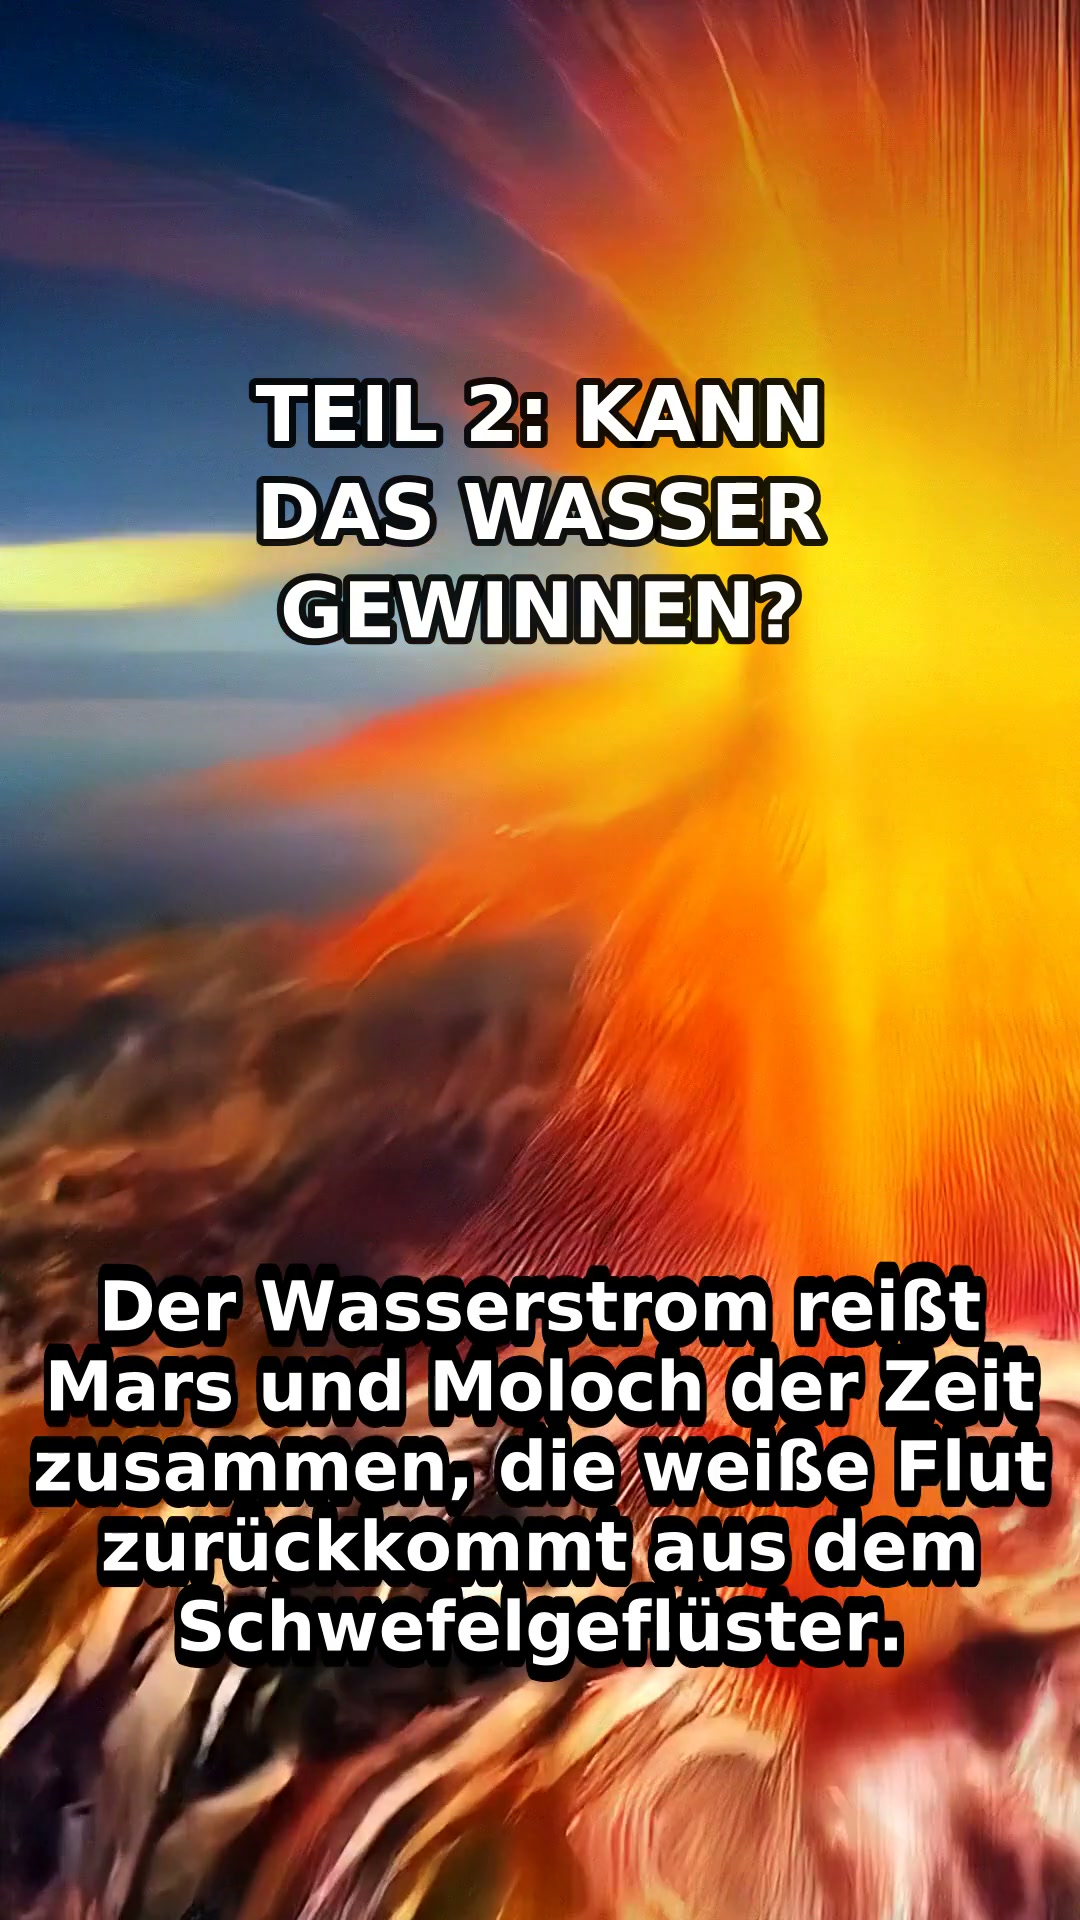 TEIL 2: KANN
DAS WASSER
GEWINNEN?
Der Wasserstrom reißt
Mars und Moloch der Zeit
zusammen, die weiße Flut
zurückkommt aus dem
Schwefelgeflüster.